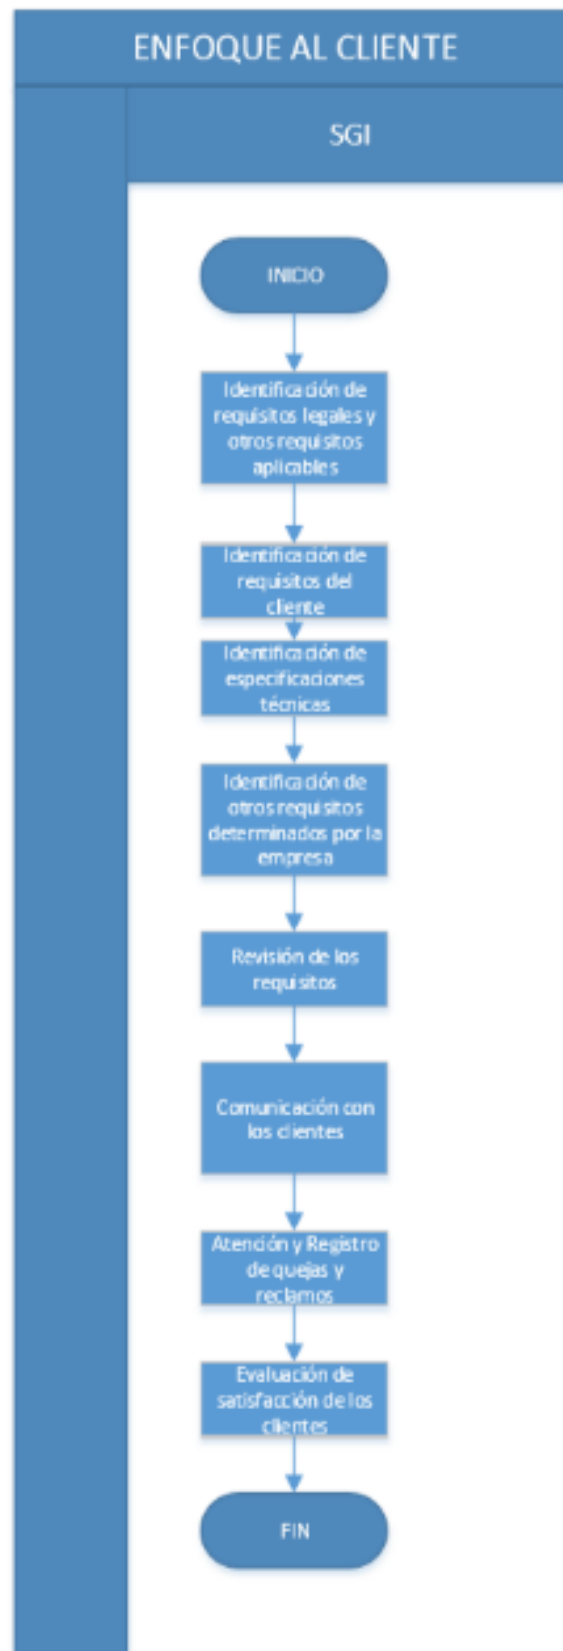 ENFOQUE AL CLIENTE
SGI
INICIO
Identificación de
requisitos legales y
otros requisitos
aplicables
Identificación de
requisitos del
cliente
Identificación de
especificaciones
técnicas
Identificación de
otros requisitos
determinados por la
empresa
Revisión de los
requisitos
Comunicación con
los clientes
Atención y Registro
de quejas y
reclamos
Evaluación de
satisfacción de los
clientes
FIN